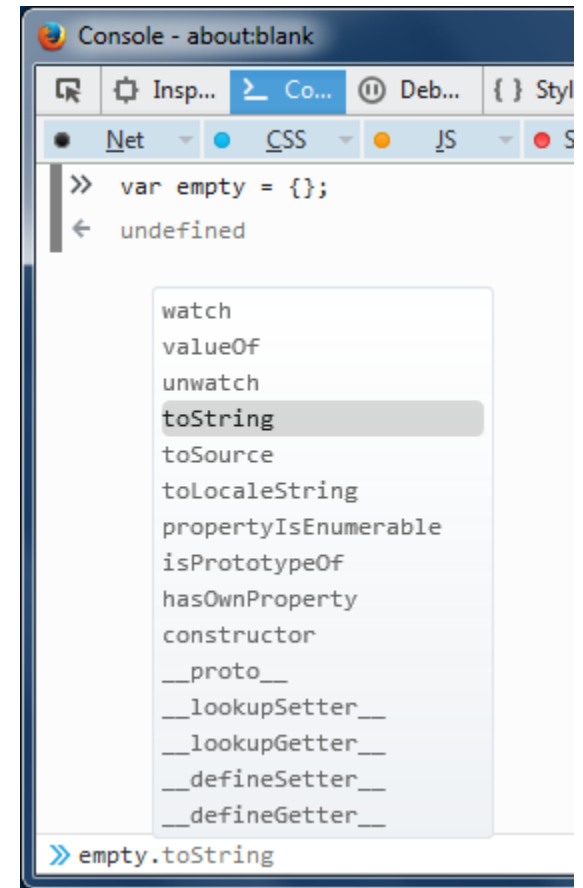 Console - about:blank
Insp... Co... Deb... { } Styl
Net CSS JS S
» var empty = {};
← undefined
watch
valueOf
unwatch
toString
toSource
toLocaleString
propertyIsEnumerable
isPrototypeOf
hasOwnProperty
constructor
__proto__
__lookupSetter__
__lookupGetter__
__defineSetter__
__defineGetter__
» empty.toString